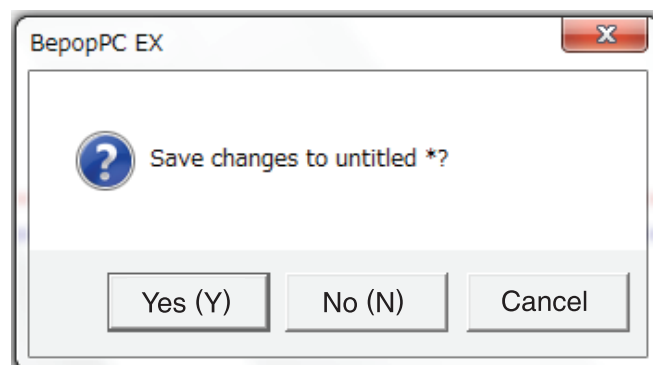 BepopPC EX
Save changes to untitled *?
Yes (Y) No (N) Cancel